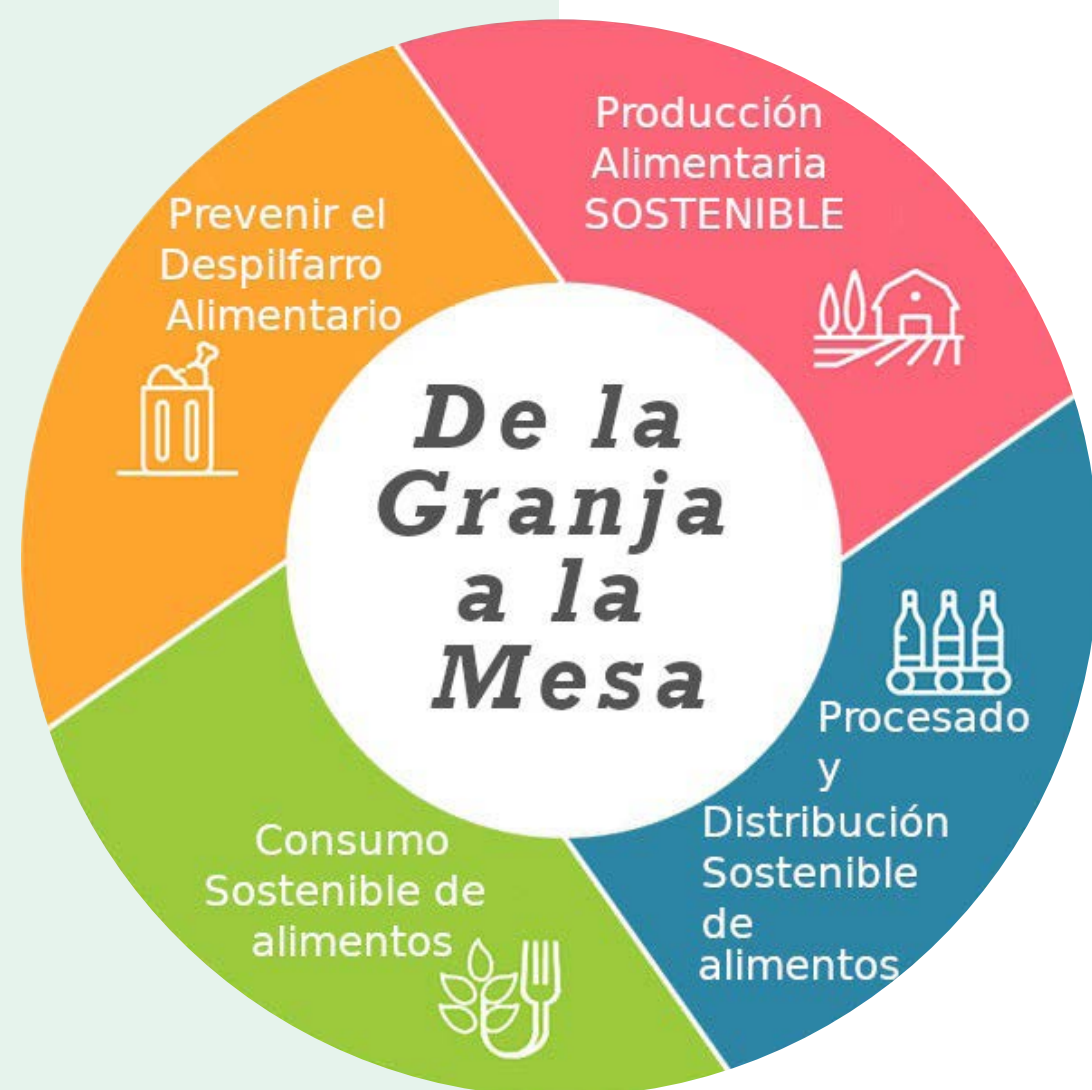 De la
Granja
a la
Mesa
Producción
Alimentaria
SOSTENIBLE
Procesado
y
Distribución
Sostenible
de
alimentos
Consumo
Sostenible de
alimentos
Prevenir el
Despilfarro
Alimentario